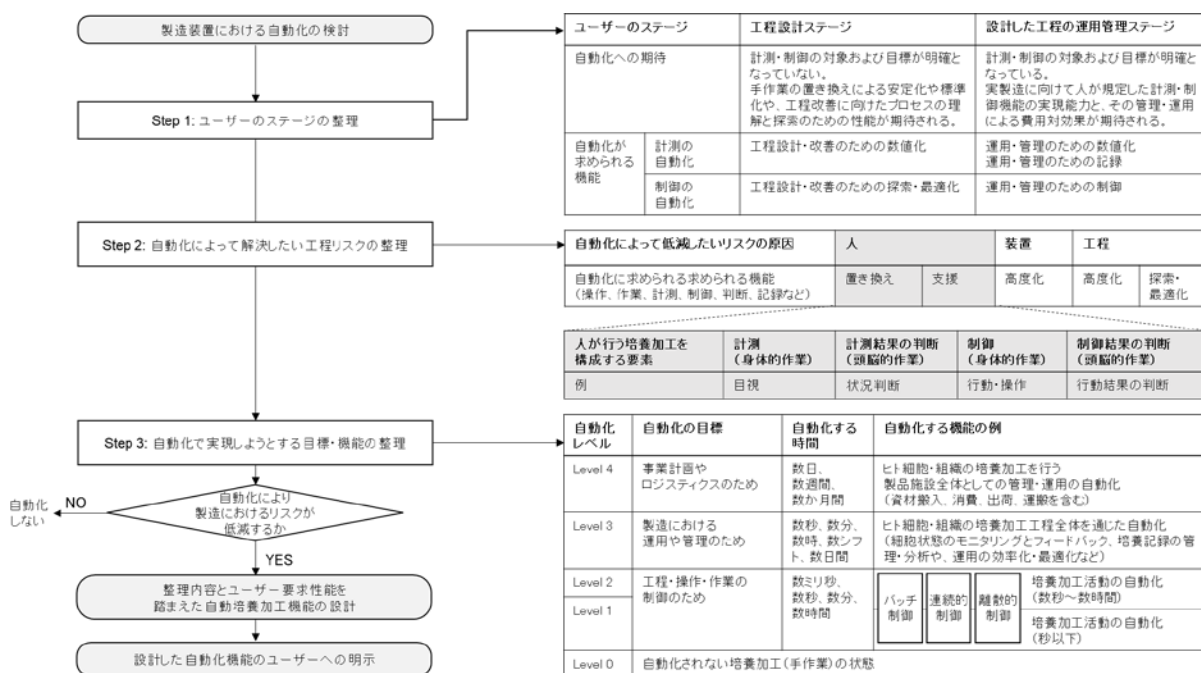 製造装置における自動化の検討
Step 1: ユーザーのステージの整理
Step 2: 自動化によって解決したい工程リスクの整理
Step 3: 自動化で実現しようとする目標・機能の整理
自動化により
製造におけるリスクが
低減するか
NO
自動化
しない
YES
整理内容とユーザー要求性能を
踏まえた自動培養加工機能の設計
設計した自動化機能のユーザーへの明示
ユーザーのステージ
工程設計ステージ
設計した工程の運用管理ステージ
自動化への期待
計測・制御の対象および目標が明確と
なっていない。
手作業の置き換えによる安定化や標準
化や、工程改善に向けたプロセスの理
解と探索のための性能が期待される。
計測・制御の対象および目標が明確と
なっている。
実製造に向けて人が規定した計測・制
御機能の実現能力と、その管理・運用
による費用対効果が期待される。
自動化が
求められる
機能
計測の
自動化
工程設計・改善のための数値化
運用・管理のための数値化
運用・管理のための記録
制御の
自動化
工程設計・改善のための探索・最適化
運用・管理のための制御
自動化によって低減したいリスクの原因
人
装置
工程
自動化に求められる求められる機能
(操作、作業、計測、制御、判断、記録など)
置き換え
支援
高度化
高度化
探索・
最適化
人が行う培養加工を
構成する要素
計測
(身体的作業)
計測結果の判断
(頭脳的作業)
制御
(身体的作業)
制御結果の判断
(頭脳的作業)
例
目視
状況判断
行動・操作
行動結果の判断
自動化
レベル
自動化の目標
自動化する
時間
自動化する機能の例
Level 4
事業計画や
ロジスティクスのため
数日、
数週間、
数か月間
ヒト細胞・組織の培養加工を行う
製品施設全体としての管理・運用の自動化
(資材搬入、消費、出荷、運搬を含む)
Level 3
製造における
運用や管理のため
数秒、数分、
数時、数シフ
ト、数日間
ヒト細胞・組織の培養加工工程全体を通じた自動化
(細胞状態のモニタリングとフィードバック、培養記録の管
理・分析や、運用の効率化・最適化など)
Level 2
Level 1
工程・操作・作業の
制御のため
数ミリ秒、
数秒、数分、
数時間
バッチ
制御
連続的
制御
離散的
制御
培養加工活動の自動化
(数秒～数時間)
培養加工活動の自動化
(秒以下)
Level 0
自動化されない培養加工(手作業)の状態